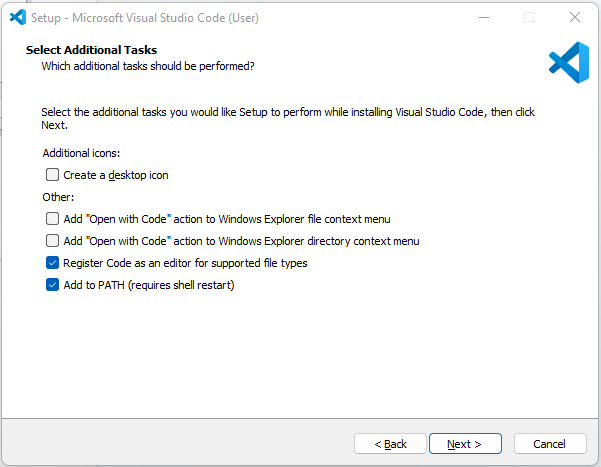 Setup - Microsoft Visual Studio Code (User)
Select Additional Tasks
Which additional tasks should be performed?
Select the additional tasks you would like Setup to perform while installing Visual Studio Code, then click
Next.
Additional icons:
Create a desktop icon
Other:
Add "Open with Code" action to Windows Explorer file context menu
Add "Open with Code" action to Windows Explorer directory context menu
Register Code as an editor for supported file types
Add to PATH (requires shell restart)
< Back
Next >
Cancel